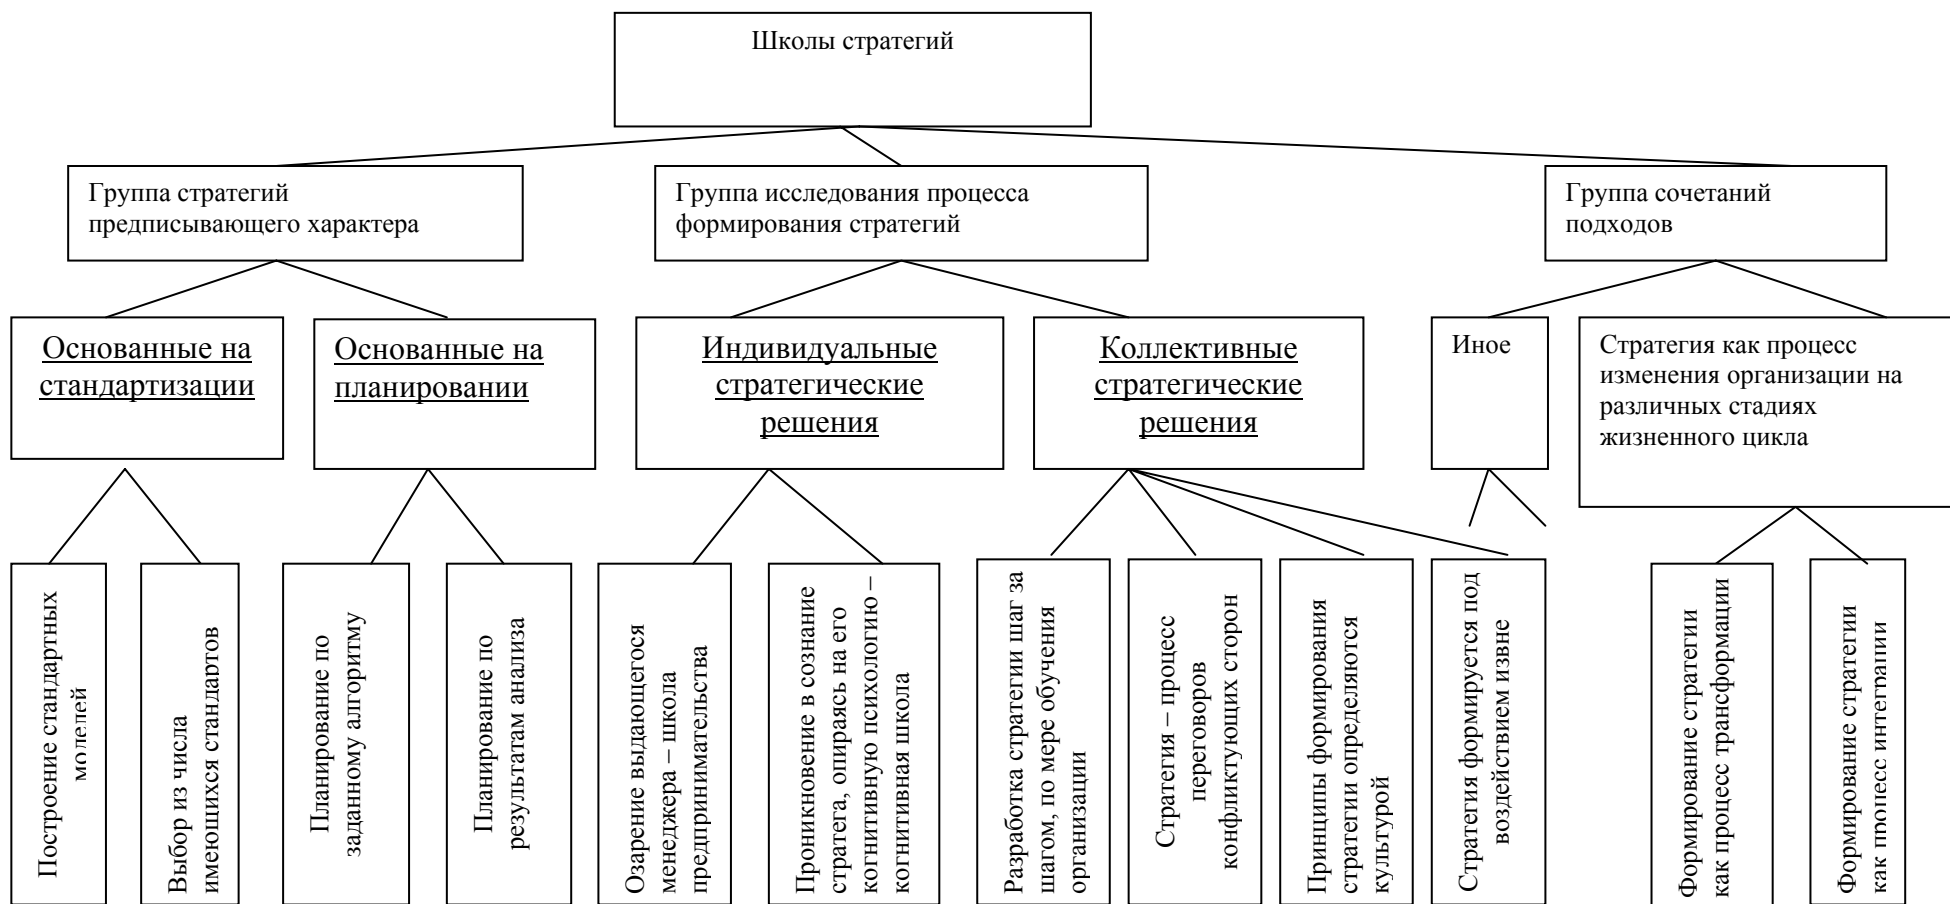 Школы стратегий
Группа стратегий
предписывающего характера
Группа исследования процесса
формирования стратегий
Группа сочетаний
подходов
Основанные на
стандартизации
Основанные на
планировании
Индивидуальные
стратегические
решения
Коллективные
стратегические
решения
Иное
Стратегия как процесс
изменения организации на
различных стадиях
жизненного цикла
Построение стандартных
моделей
Выбор из числа
имеющихся стандартов
Планирование по
заданному алгоритму
Планирование по
результатам анализа
Озарение выдающегося
менеджера – школа
предпринимательства
Проникновение в сознание
стратега, опираясь на его
когнитивную психологию –
когнитивная школа
Разработка стратегии шаг за
шагом, по мере обучения
организации
Стратегия – процесс
переговоров
конфликтующих сторон
Принципы формирования
стратегии определяются
культурой
Стратегия формируется под
воздействием извне
Формирование стратегии
как процесс трансформации
Формирование стратегии
как процесс интеграции